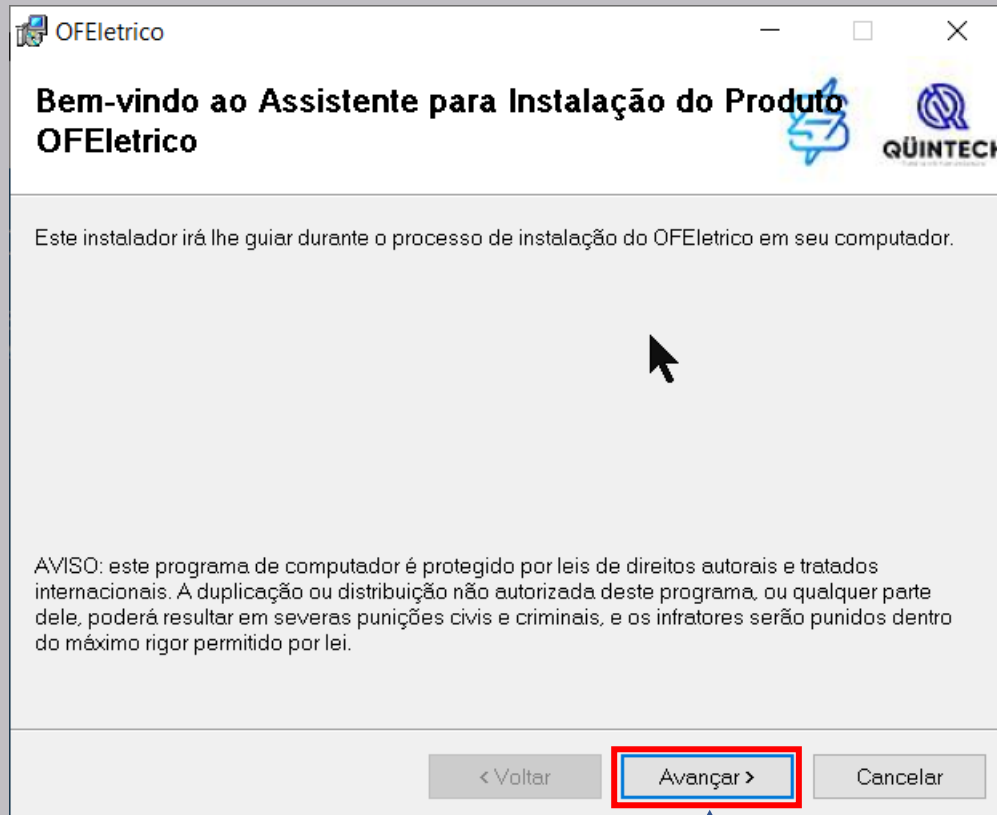 OFEletrico
Bem-vindo ao Assistente para Instalação do Produto
OFEletrico
QÜINTECH
Este instalador irá lhe guiar durante o processo de instalação do OFEletrico em seu computador.
AVISO: este programa de computador é protegido por leis de direitos autorais e tratados
internacionais. A duplicação ou distribuição não autorizada deste programa, ou qualquer parte
dele, poderá resultar em severas punições civis e criminais, e os infratores serão punidos dentro
do máximo rigor permitido por lei.
< Voltar
Avançar >
Cancelar